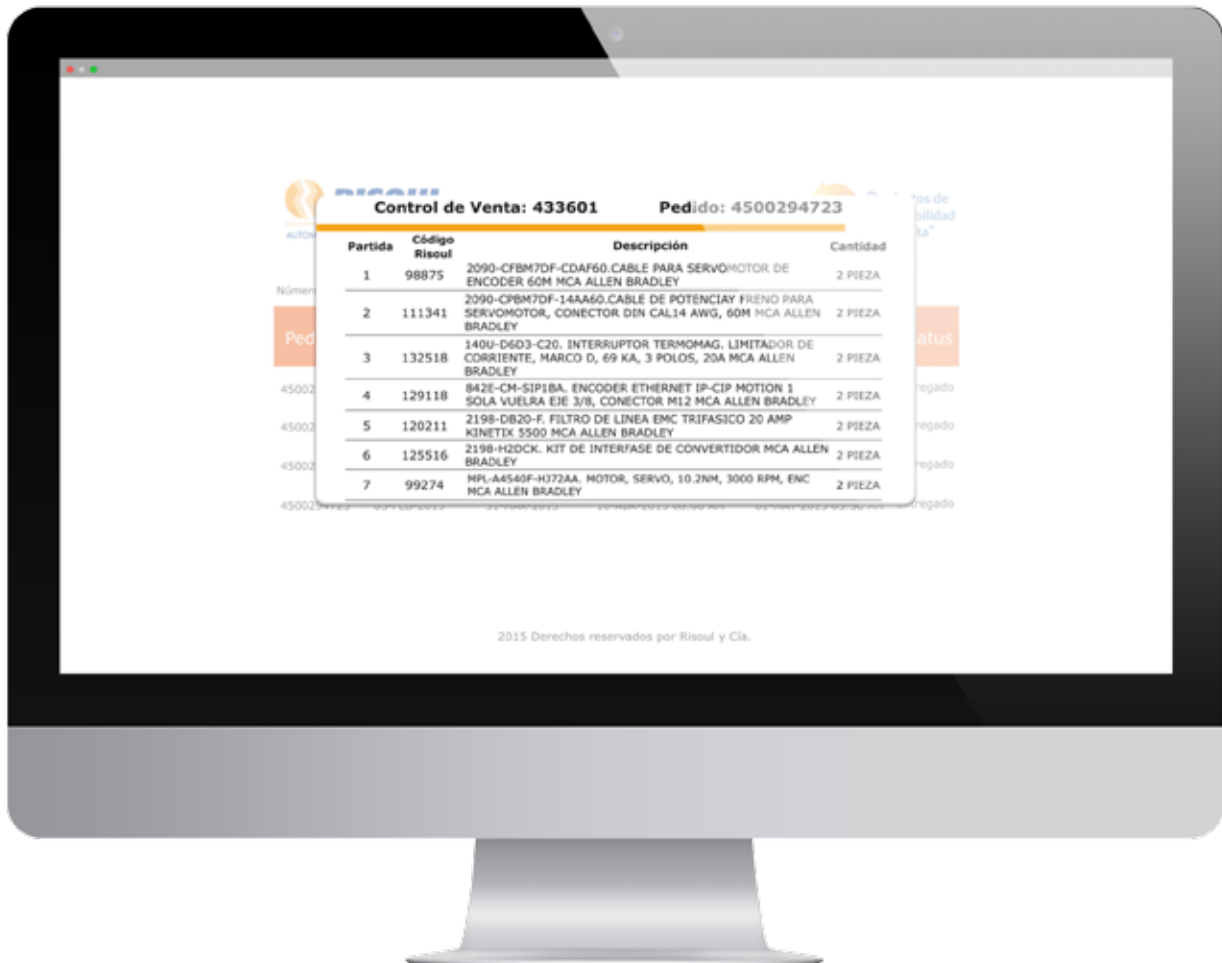 RISOUL
Control de Venta: 433601 Pedido: 4500294723
Partida Código Risoul Descripción Cantidad
1 98875 2090-CFBM7DF-CDAF60.CABLE PARA SERVOMOTOR DE
ENCODER 60M MCA ALLEN BRADLEY 2 PIEZA
2 111341 2090-CPBM7DF-14AA60.CABLE DE POTENCIAY FRENO PARA
SERVOMOTOR, CONECTOR DIN CAL14 AWG, 60M MCA ALLEN
BRADLEY 2 PIEZA
3 132518 140U-D6D3-C20. INTERRUPTOR TERMOMAG. LIMITADOR DE
CORRIENTE, MARCO D, 69 KA, 3 POLOS, 20A MCA ALLEN
BRADLEY 2 PIEZA
4 129118 842E-CM-SIP1BA. ENCODER ETHERNET IP-CIP MOTION 1
SOLA VUELRA EJE 3/8, CONECTOR M12 MCA ALLEN BRADLEY 2 PIEZA
5 120211 2198-DB20-F. FILTRO DE LINEA EMC TRIFASICO 20 AMP
KINETIX 5500 MCA ALLEN BRADLEY 2 PIEZA
6 125516 2198-H2DCK. KIT DE INTERFASE DE CONVERTIDOR MCA ALLEN
BRADLEY 2 PIEZA
7 99274 MPL-A4540F-HJ72AA. MOTOR, SERVO, 10.2NM, 3000 RPM, ENC
MCA ALLEN BRADLEY 2 PIEZA
2015 Derechos reservados por Risoul y Cía.